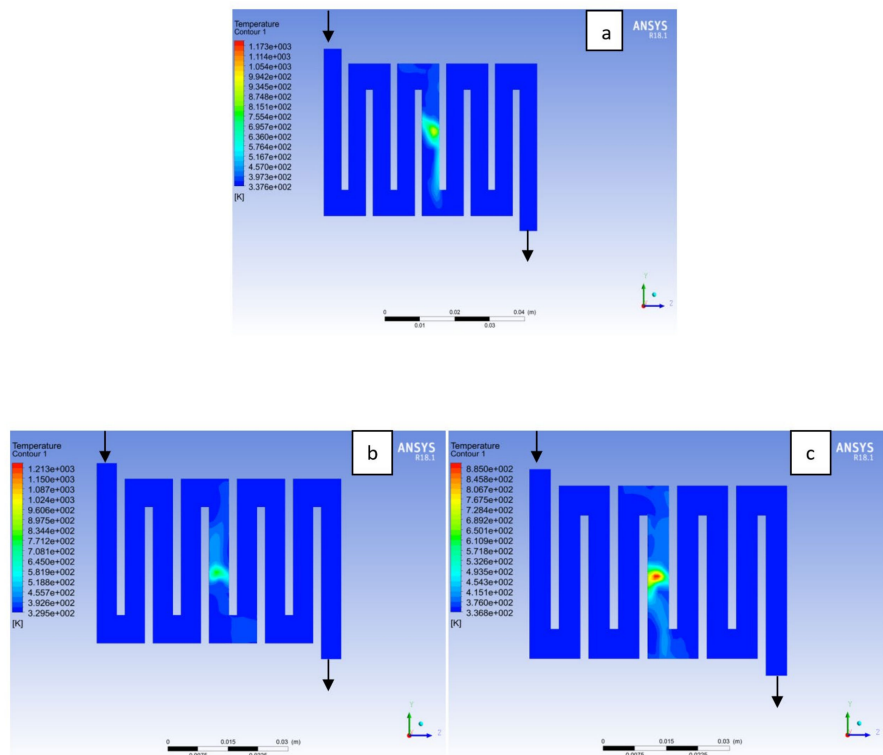 Temperature
Contour 1
1.173e+003
1.114e+003
1.054e+003
9.942e+002
9.345e+002
8.748e+002
8.151e+002
7.554e+002
6.957e+002
6.360e+002
5.764e+002
5.167e+002
4.570e+002
3.973e+002
3.376e+002
[K]
a
ANSYS
R18.1
Y
Z
0 0.02 0.04 (m)
0.01 0.03
Temperature
Contour 1
1.213e+003
1.150e+003
1.087e+003
1.024e+003
9.606e+002
8.975e+002
8.344e+002
7.712e+002
7.081e+002
6.450e+002
5.819e+002
5.188e+002
4.557e+002
3.926e+002
3.295e+002
[K]
b
ANSYS
R18.1
Y
Z
0 0.015 0.03 (m)
0.0075 0.0225
Temperature
Contour 1
8.850e+002
8.458e+002
8.067e+002
7.675e+002
7.284e+002
6.892e+002
6.501e+002
6.109e+002
5.718e+002
5.326e+002
4.935e+002
4.543e+002
4.151e+002
3.760e+002
3.368e+002
[K]
c
ANSYS
R18.1
Y
Z
0 0.015 0.03 (m)
0.0075 0.0225